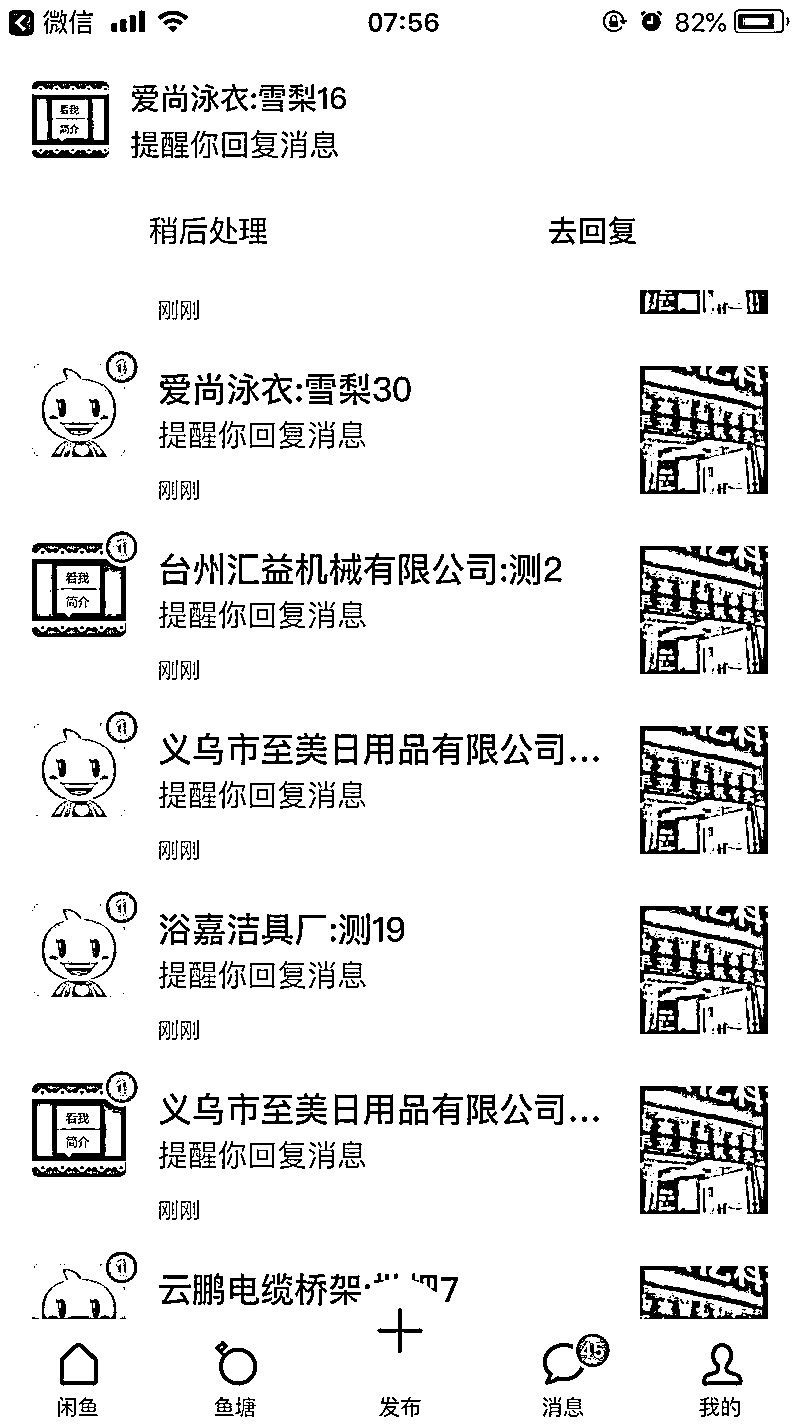 微信 07:56 82%
爱尚泳衣:雪梨16
看我
简介
提醒你回复消息
稍后处理 去回复
刚刚
爱尚泳衣:雪梨30
提醒你回复消息
刚刚
台州汇益机械有限公司:测2
看我
简介
提醒你回复消息
刚刚
义乌市至美日用品有限公司...
提醒你回复消息
刚刚
浴嘉洁具厂:测19
提醒你回复消息
刚刚
义乌市至美日用品有限公司...
看我
简介
提醒你回复消息
刚刚
云鹏电缆桥架
45
闲鱼 鱼塘 发布 消息 我的